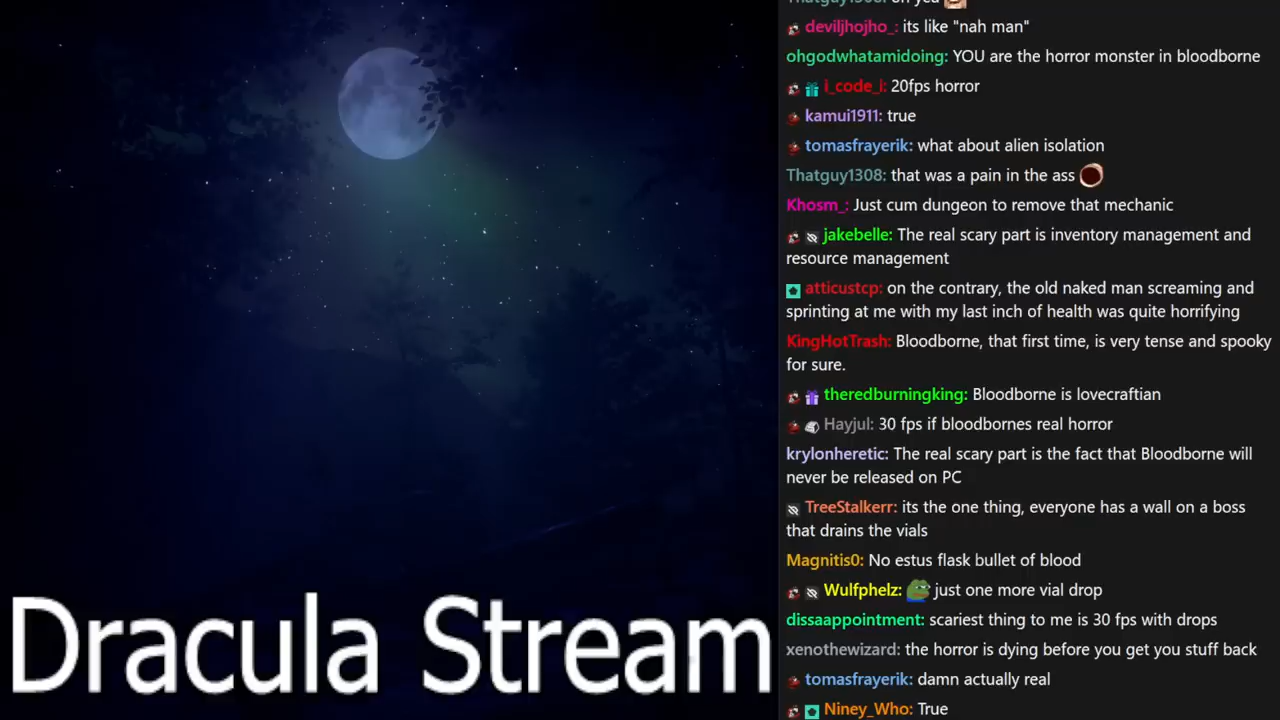 deviljhojho_: its like "nah man"
ohgodwhatamidoing: YOU are the horror monster in bloodborne
i_code_i: 20fps horror
kamui1911: true
tomasfrayerik: what about alien isolation
Thatguy1308: that was a pain in the ass
Khosm_: Just cum dungeon to remove that mechanic
jakebelle: The real scary part is inventory management and
resource management
atticustcp: on the contrary, the old naked man screaming and
sprinting at me with my last inch of health was quite horrifying
KingHotTrash: Bloodborne, that first time, is very tense and spooky
for sure.
theredburningking: Bloodborne is lovecraftian
Hayjul: 30 fps if bloodbornes real horror
krylonheretic: The real scary part is the fact that Bloodborne will
never be released on PC
TreeStalkerr: its the one thing, everyone has a wall on a boss
that drains the vials
Magnitis0: No estus flask bullet of blood
Wulfphelz: just one more vial drop
dissaappointment: scariest thing to me is 30 fps with drops
xenothewizard: the horror is dying before you get you stuff back
tomasfrayerik: damn actually real
Niney_Who: True
Dracula Stream